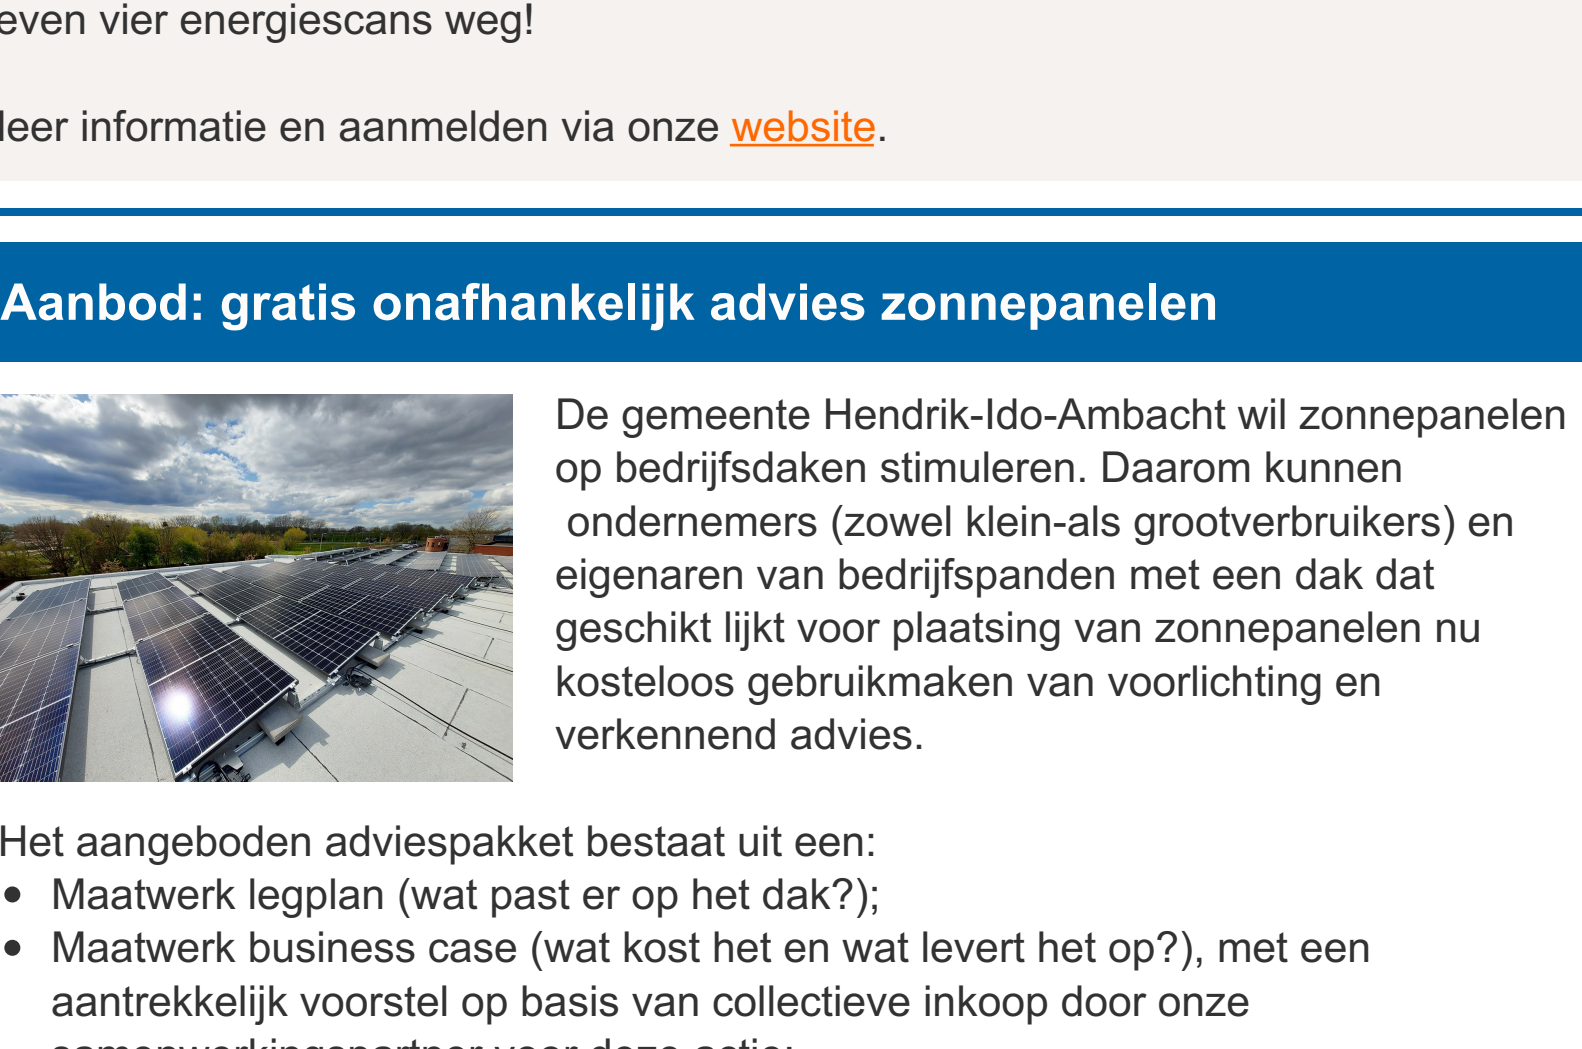 even vier energiescans weg!
leer informatie en aanmelden via onze website.
Aanbod: gratis onafhankelijk advies zonnepanelen
De gemeente Hendrik-Ido-Ambacht wil zonnepanelen
op bedrijfsdaken stimuleren. Daarom kunnen
ondernemers (zowel klein-als grootverbruikers) en
eigenaren van bedrijfspanden met een dak dat
geschikt lijkt voor plaatsing van zonnepanelen nu
kosteloos gebruikmaken van voorlichting en
verkennend advies.
Het aangeboden adviespakket bestaat uit een:
• Maatwerk legplan (wat past er op het dak?);
• Maatwerk business case (wat kost het en wat levert het op?), met een
aantrekkelijk voorstel op basis van collectieve inkoop door onze
samenwerkingspartner voor deze actie;